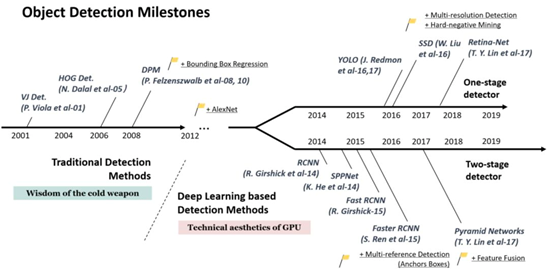 Object Detection Milestones
+ Multi-resolution Detection
+ Hard-negative Mining
+ Bounding Box Regression
DPM
(P. Felzenszwalb et al-08, 10)
HOG Det.
(N. Dalal et al-05)
VJ Det.
(P. Viola et al-01)
+ AlexNet
YOLO (J. Redmon
et al-16,17)
SSD (W. Liu
et al-16)
Retina-Net
(T. Y. Lin et al-17)
One-stage
detector
2001 2004 2006 2008 2012 ...
2014 2015 2016 2017 2018 2019
2014 2015 2016 2017 2018 2019
Two-stage
detector
Traditional Detection
Methods
Wisdom of the cold weapon
Deep Learning based
Detection Methods
Technical aesthetics of GPU
RCNN
(R. Girshick et al-14)
SPPNet
(K. He et al-14)
Fast RCNN
(R. Girshick-15)
Faster RCNN
(S. Ren et al-15)
Pyramid Networks
(T. Y. Lin et al-17)
+ Multi-reference Detection
(Anchors Boxes)
+ Feature Fusion